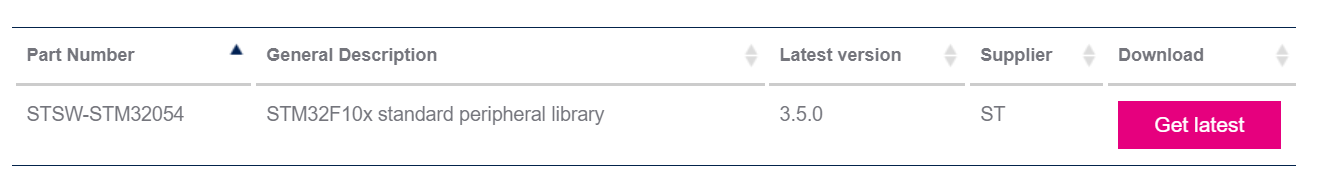 Part Number General Description Latest version Supplier Download
STSW-STM32054 STM32F10x standard peripheral library 3.5.0 ST Get latest